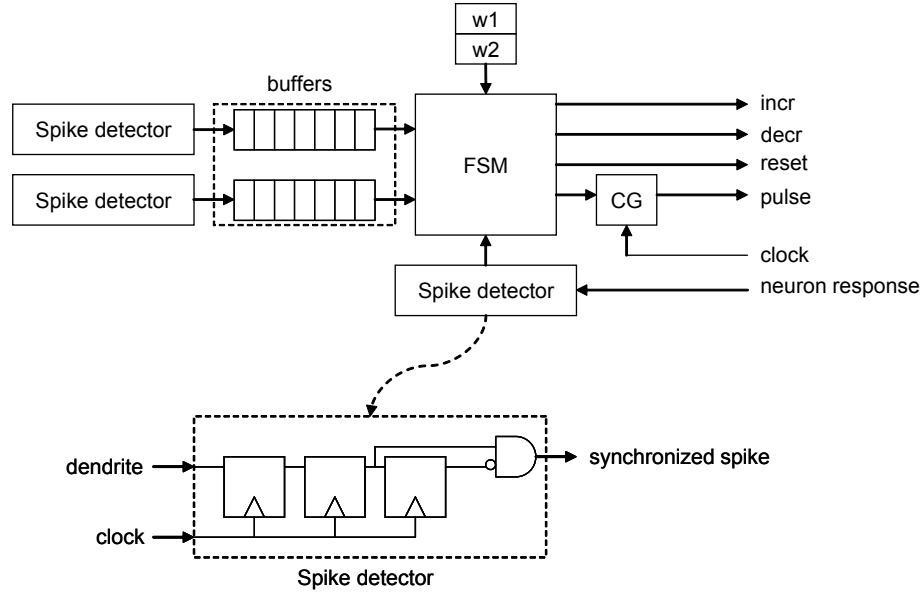 w1
w2
buffers
Spike detector
Spike detector
FSM
incr
decr
reset
CG
pulse
clock
Spike detector
neuron response
dendrite
synchronized spike
clock
Spike detector